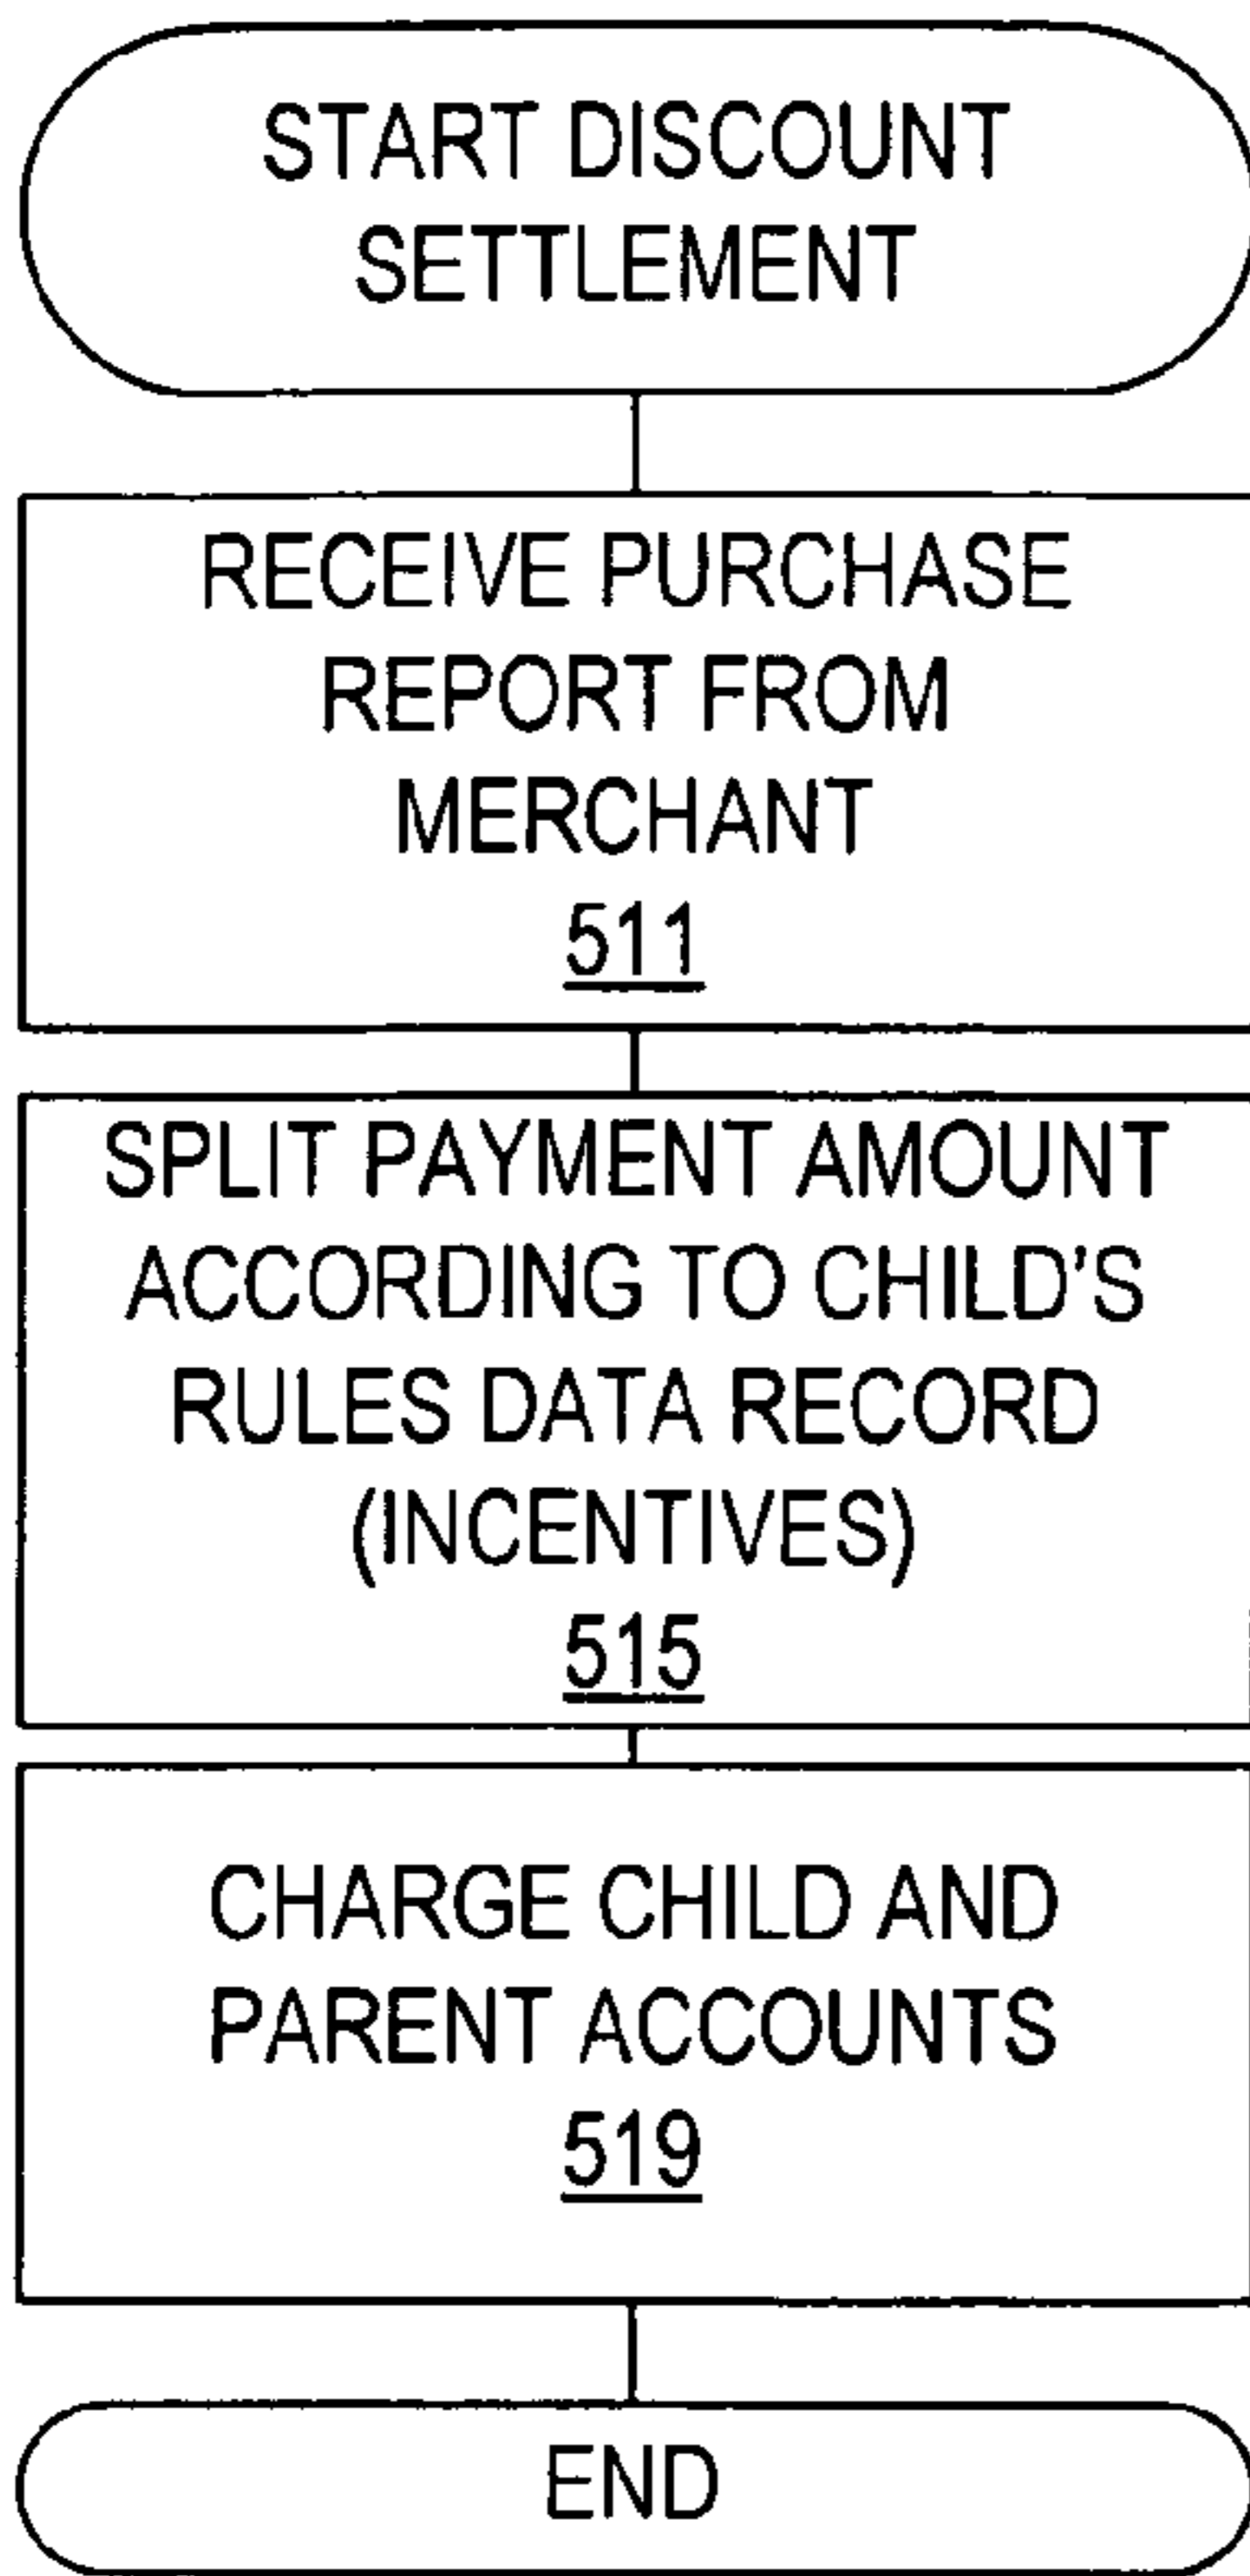 START DISCOUNT
SETTLEMENT
RECEIVE PURCHASE
REPORT FROM
MERCHANT
511
SPLIT PAYMENT AMOUNT
ACCORDING TO CHILD'S
RULES DATA RECORD
(INCENTIVES)
515
CHARGE CHILD AND
PARENT ACCOUNTS
519
END